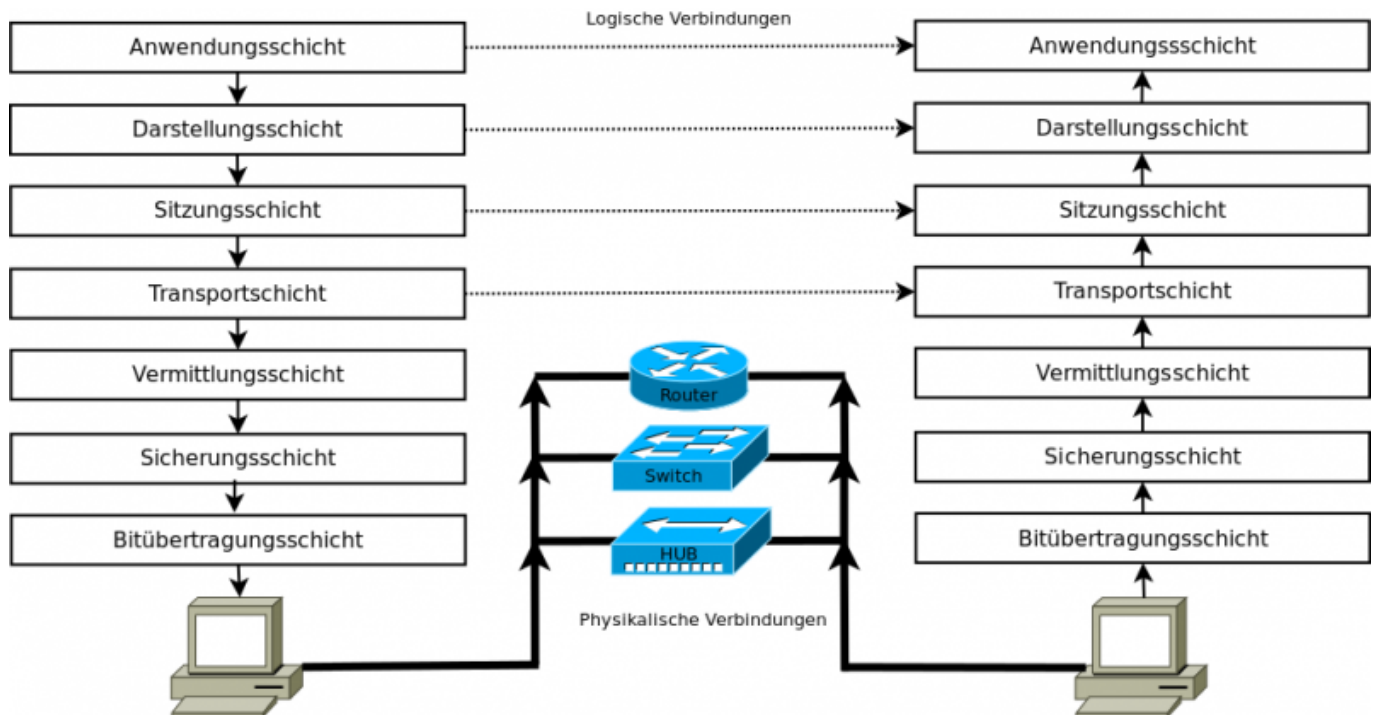 Logische Verbindungen
Anwendungsschicht
Anwendungssschicht
Darstellungsschicht
Darstellungsschicht
Sitzungsschicht
Sitzungsschicht
Transportschicht
Transportschicht
Vermittlungsschicht
Vermittlungsschicht
Router
Sicherungsschicht
Sicherungsschicht
Switch
Bitübertragungsschicht
Bitübertragungsschicht
HUB
Physikalische Verbindungen